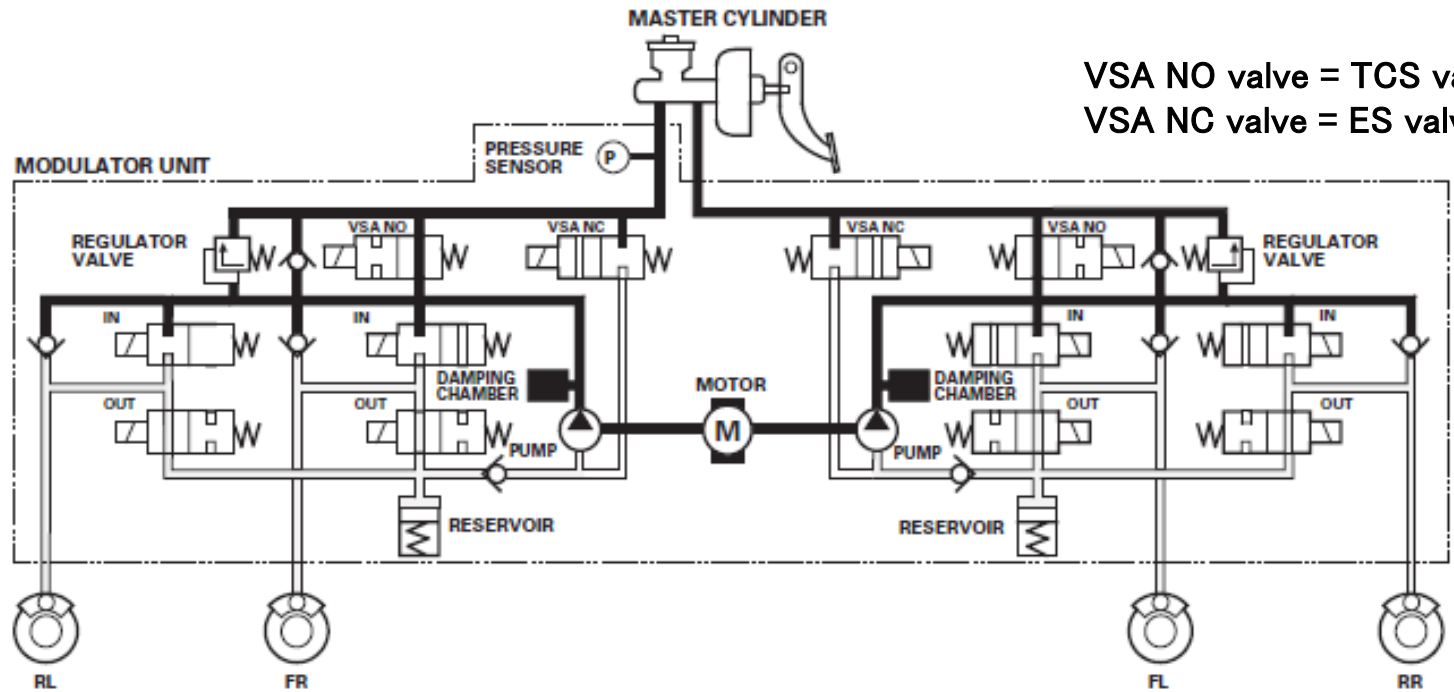 MASTER CYLINDER
VSA NO valve = TCS
VSA NC valve = ES
PRESSURE
SENSOR
P
MODULATOR UNIT
REGULATOR
VALVE
VSA NO
VSA NC
VSA NC
VSA NO
REGULATOR
VALVE
IN
IN
IN
IN
DAMPING
CHAMBER
MOTOR
DAMPING
CHAMBER
OUT
OUT
OUT
OUT
M
PUMP
PUMP
RESERVOIR
RESERVOIR
RL
FR
FL
RR